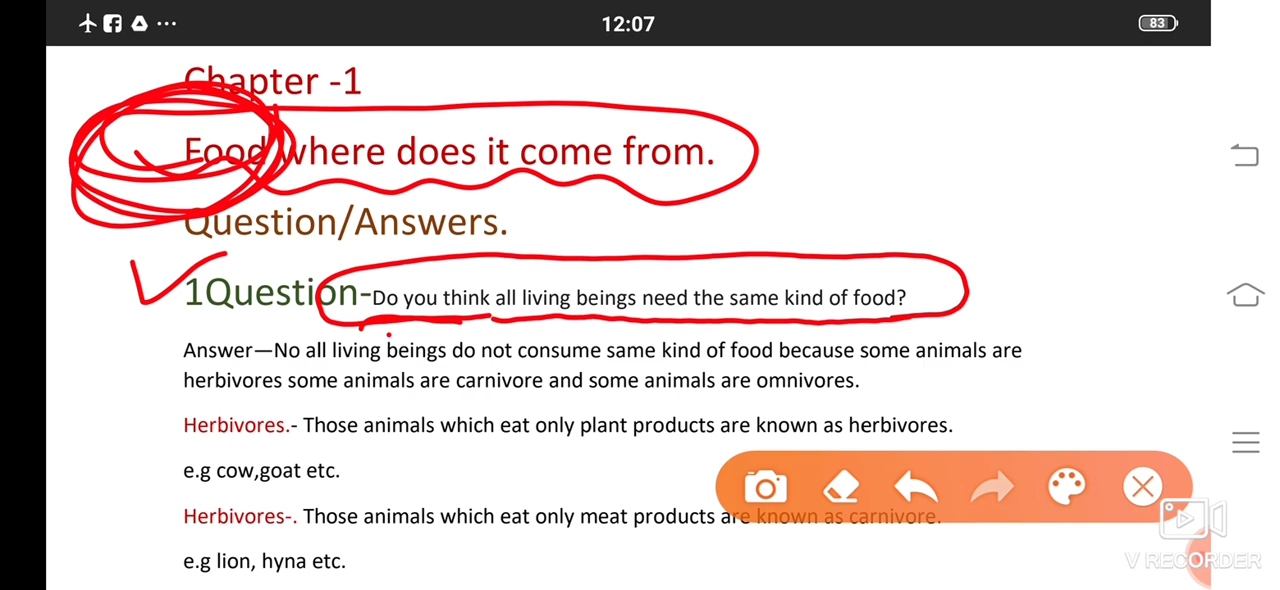 12:07
83
Chapter -1
Food where does it come from.
Question/Answers.
1Question-Do you think all living beings need the same kind of food?
Answer—No all living beings do not consume same kind of food because some animals are
herbivores some animals are carnivore and some animals are omnivores.
Herbivores.- Those animals which eat only plant products are known as herbivores.
e.g cow,goat etc.
Herbivores-. Those animals which eat only meat products are known as carnivore.
e.g lion, hyna etc.
V RECORDER